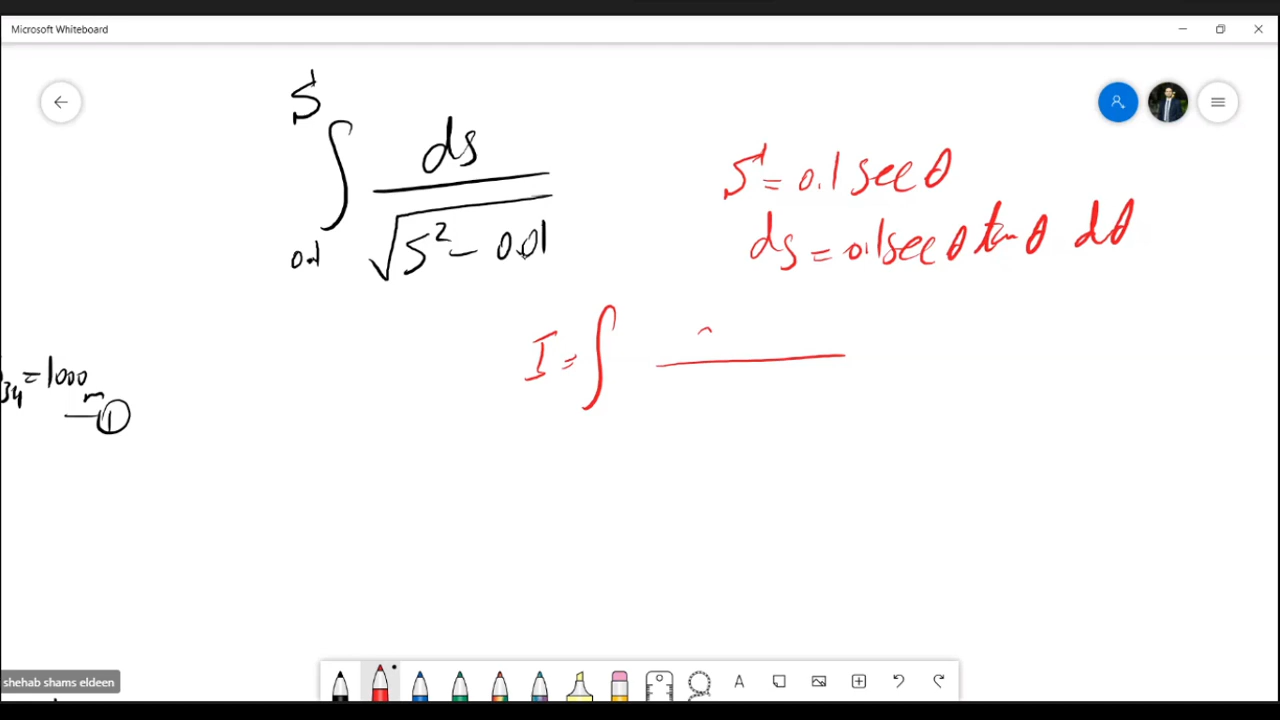 Microsoft Whiteboard
S
∫ ds
0.1 √S² - 0.01
S = 0.1 sec θ
ds = 0.1 sec θ tan θ dθ
I = ∫
34 = 1000 m
—①
shehab shams eldeen
A